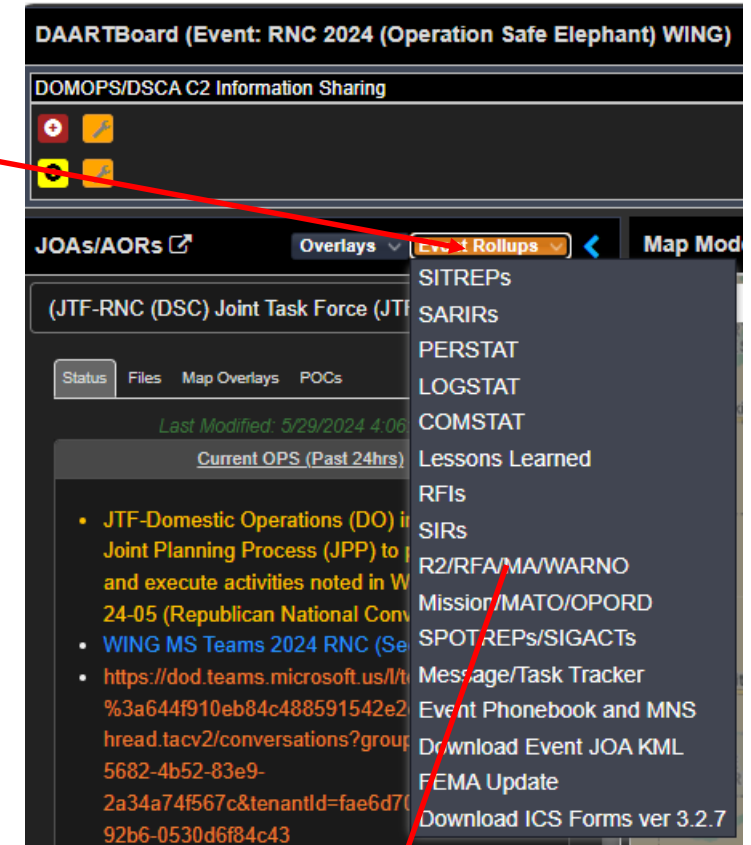 DAARTBoard (Event: RNC 2024 (Operation Safe Elephant) WING)
DOMOPS/DSCA C2 Information Sharing
JOAs/AORs
Overlays
Event Rollups
Map Mode
(JTF-RNC (DSC) Joint Task Force (JTF
Status Files Map Overlays POCs
Last Modified: 5/29/2024 4:06
Current OPS (Past 24hrs)
• JTF-Domestic Operations (DO)
Joint Planning Process (JPP) to
and execute activities noted in
24-05 (Republican National
• WING MS Teams 2024 RNC
• https://dod.teams.microsoft.us/l/
%3a644f910eb84c488591542e2
hread.tacv2/conversations?group
5682-4b52-83e9-
2a34a74f567c&tenantId=fae6d70
92b6-0530d6f84c43
SITREPs
SARIRs
PERSTAT
LOGSTAT
COMSTAT
Lessons Learned
RFIs
SIRs
R2/RFA/MA/WARNO
Mission/MATO/OPORD
SPOTREPs/SIGACTs
Message/Task Tracker
Event Phonebook and MNS
Download Event JOA KML
FEMA Update
Download ICS Forms ver 3.2.7